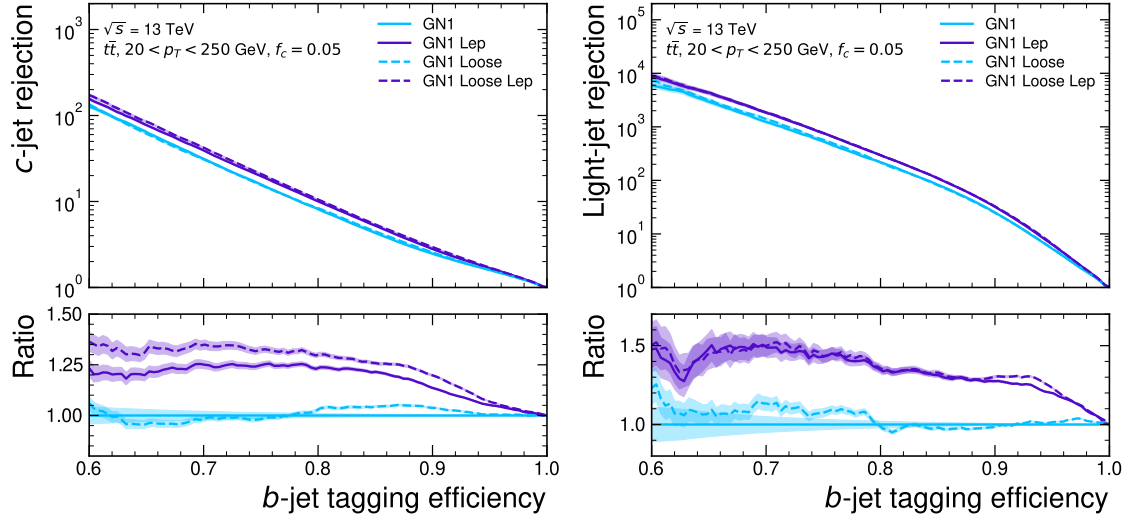 √s = 13 TeV
tt̄, 20 < p_T < 250 GeV, f_c = 0.05
GN1
GN1 Lep
GN1 Loose
GN1 Loose Lep
c-jet rejection
10³
10²
10¹
10⁰
Ratio
1.50
1.25
1.00
0.6 0.7 0.8 0.9 1.0
b-jet tagging efficiency
√s = 13 TeV
tt̄, 20 < p_T < 250 GeV, f_c = 0.05
GN1
GN1 Lep
GN1 Loose
GN1 Loose Lep
Light-jet rejection
10⁵
10⁴
10³
10²
10¹
10⁰
Ratio
1.5
1.0
0.6 0.7 0.8 0.9 1.0
b-jet tagging efficiency